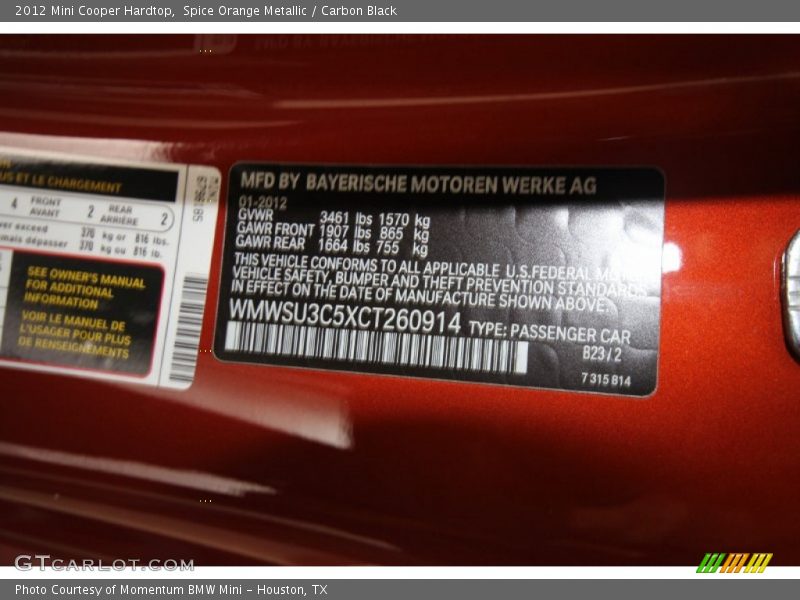 2012 Mini Cooper Hardtop,  Spice Orange Metallic / Carbon Black
US ET LE CHARGEMENT
4 FRONT AVANT 2 REAR ARRIÈRE 2
ver exceed 370 kg or 816 lbs.
mais dépasser 370 kg ou 816 lb.
SEE OWNER'S MANUAL
FOR ADDITIONAL
INFORMATION
VOIR LE MANUEL DE
L'USAGER POUR PLUS
DE RENSEIGNEMENTS
MFD BY BAYERISCHE MOTOREN WERKE AG
01-2012
GVWR 3461 lbs 1570 kg
GAWR FRONT 1907 lbs 865 kg
GAWR REAR 1664 lbs 755 kg
THIS VEHICLE CONFORMS TO ALL APPLICABLE U.S.FEDERAL
VEHICLE SAFETY, BUMPER AND THEFT PREVENTION STANDARDS
IN EFFECT ON THE DATE OF MANUFACTURE SHOWN ABOVE.
WMWSU3C5XCT260914 TYPE: PASSENGER CAR
B23 / 2
7 315 814
GTCARLOT.COM
Photo Courtesy of Momentum BMW Mini - Houston, TX